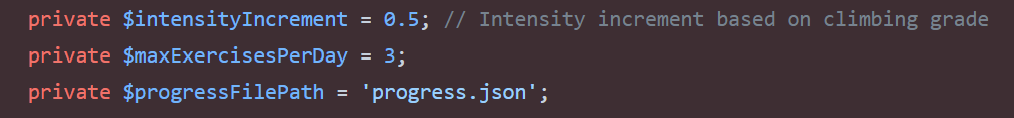 private $intensityIncrement = 0.5; // Intensity increment based on climbing grade
private $maxExercisesPerDay = 3;
private $progressFilePath = 'progress.json';